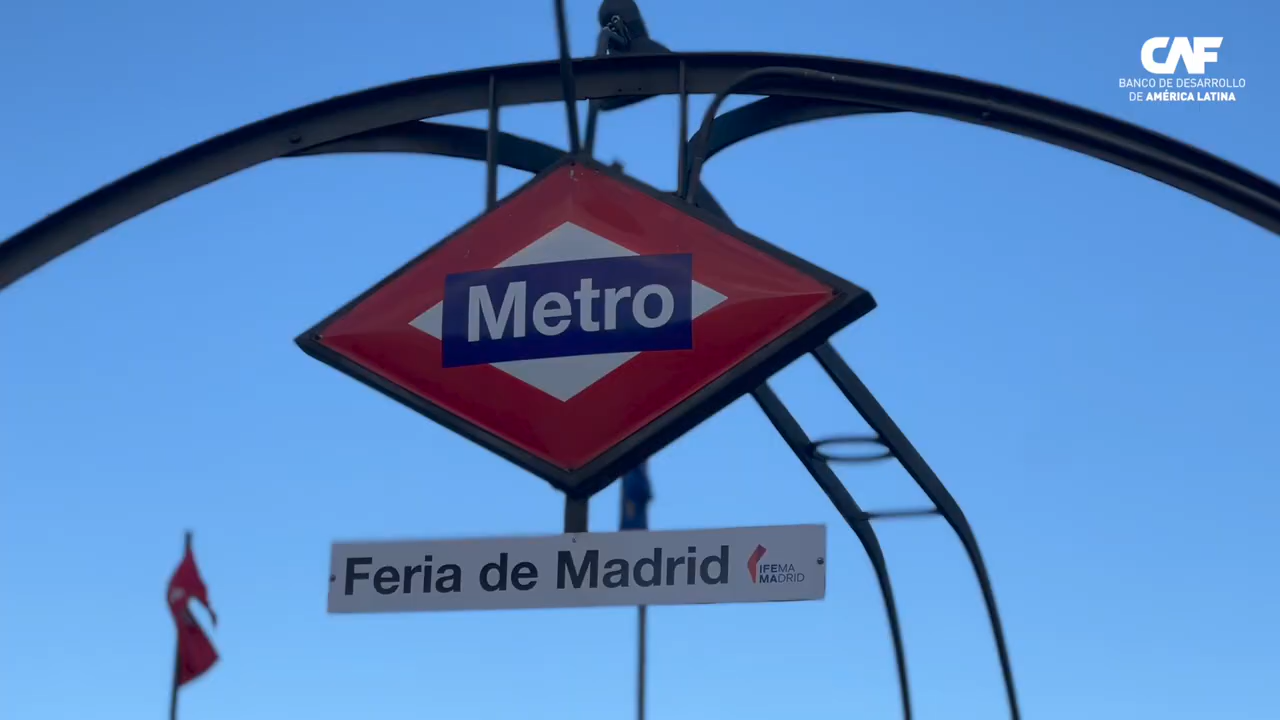 CAF
BANCO DE DESARROLLO
DE AMÉRICA LATINA
Metro
Feria de Madrid
IFEMA
MADRID